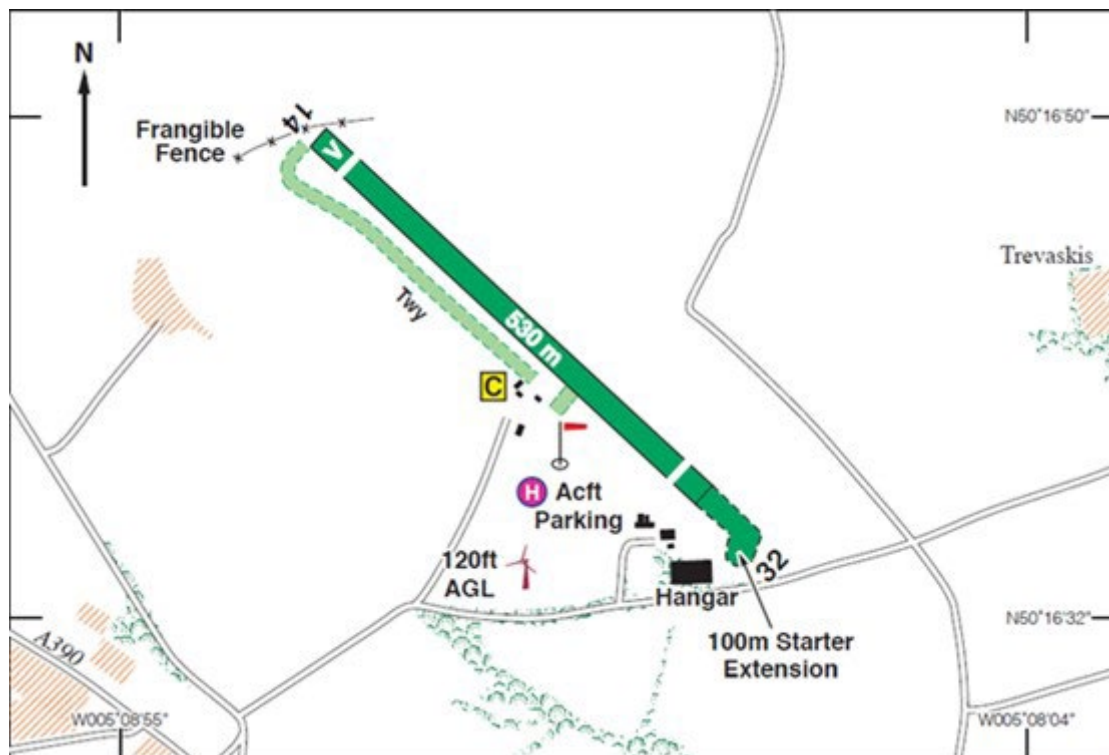 N
N50°16'50"
14
Frangible
Fence
V
Trevaskis
Twy
530 m
C
H
Acft
Parking
120ft
AGL
32
Hangar
N50°16'32"
100m Starter
Extension
A390
W005°08'55"
W005°08'04"